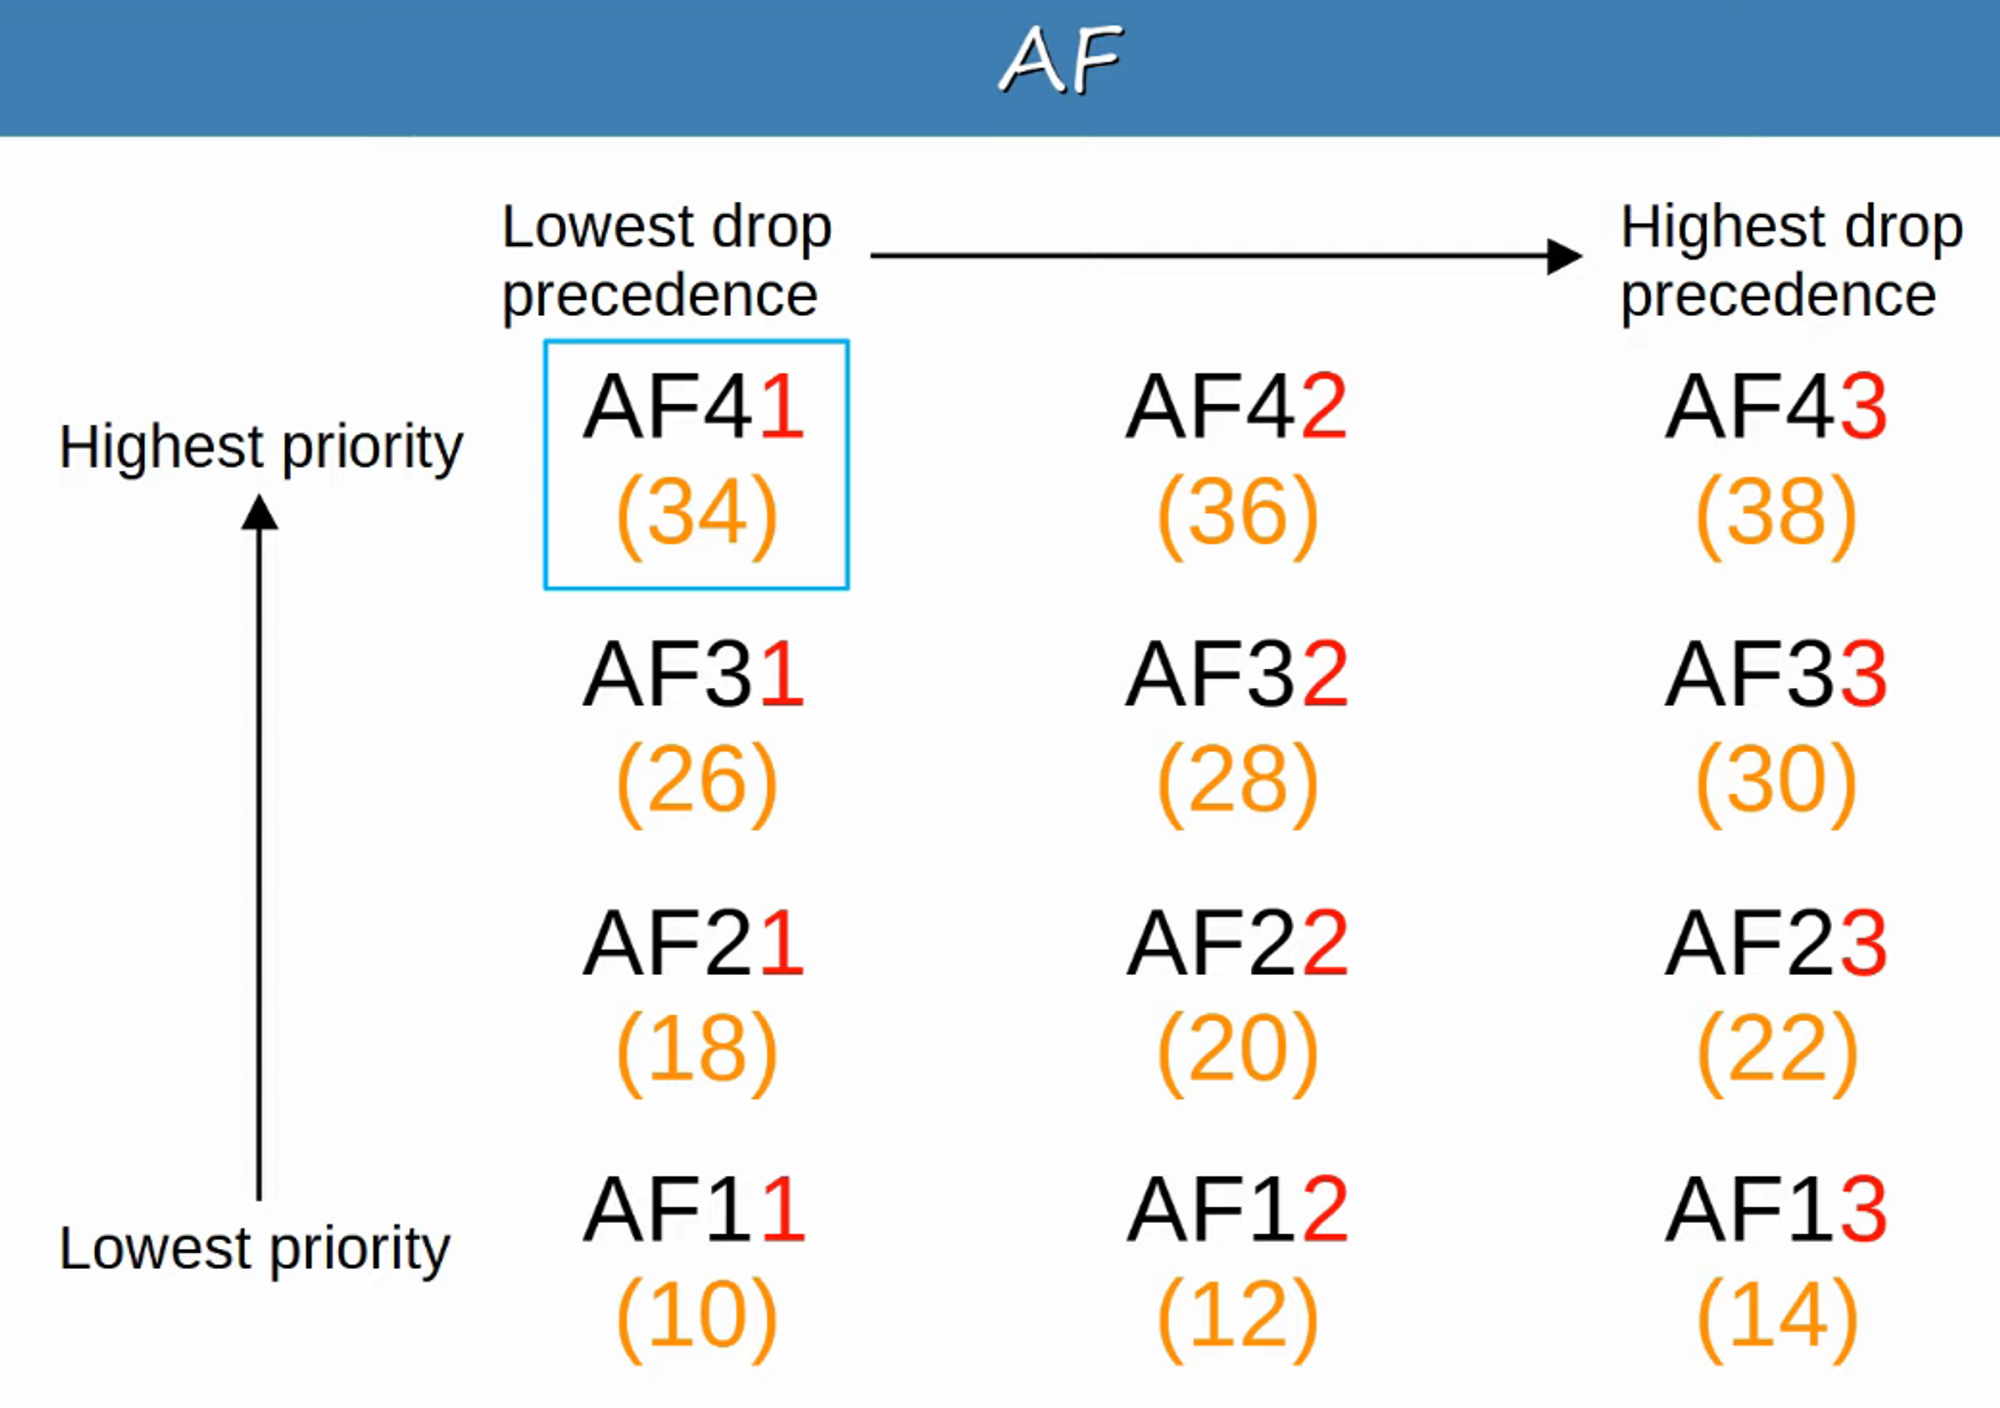 AF
Lowest drop
precedence
Highest drop
precedence
Highest priority
AF41 AF42 AF43
(34) (36) (38)
AF31 AF32 AF33
(26) (28) (30)
AF21 AF22 AF23
(18) (20) (22)
Lowest priority
AF11 AF12 AF13
(10) (12) (14)